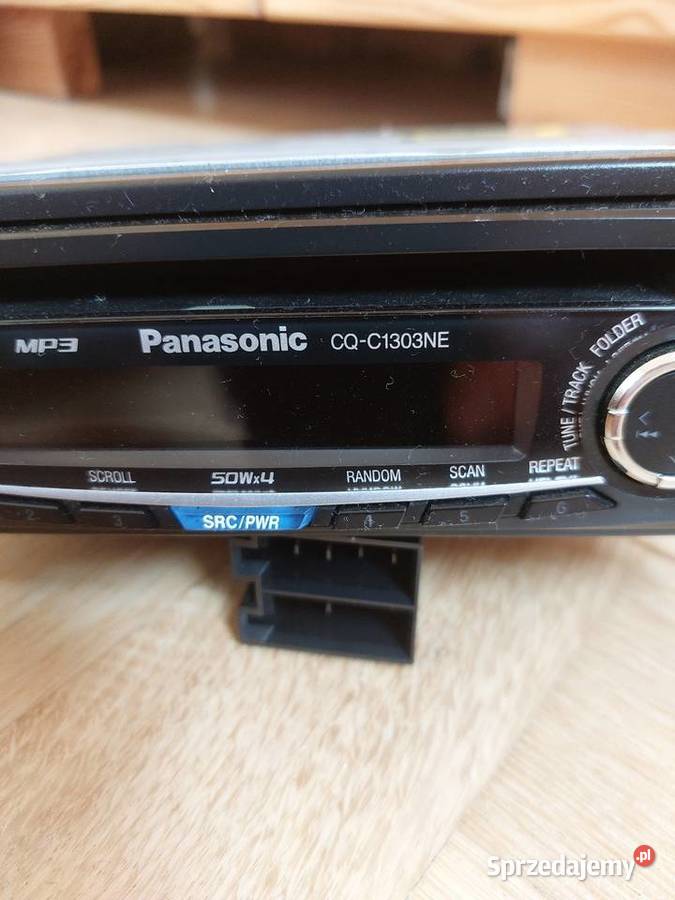 MP3 Panasonic CQ-C1303NE
FOLDER
TUNE / TRACK
SCROLL 50Wx4 RANDOM SCAN REPEAT
2 3 SRC/PWR 4 5 6
Sprzedajemy.pl